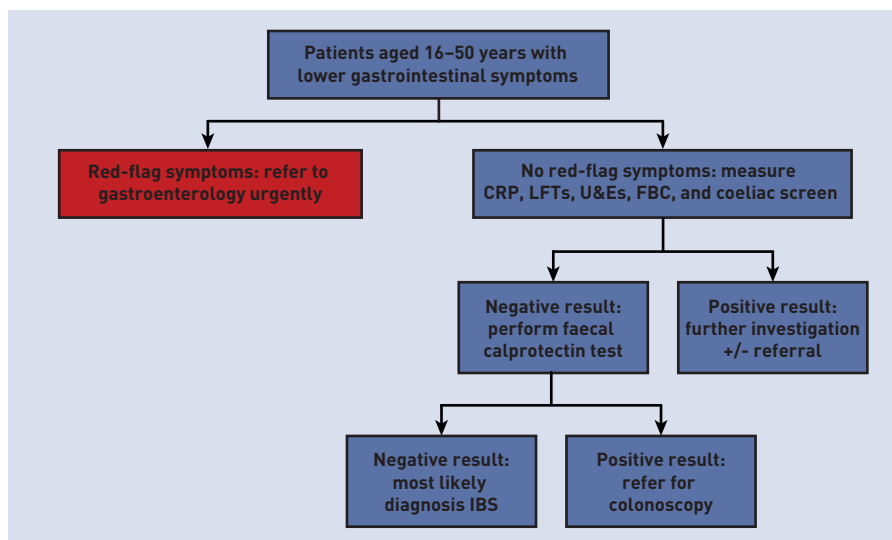 Patients aged 16–50 years with
lower gastrointestinal symptoms
Red-flag symptoms: refer to
gastroenterology urgently
No red-flag symptoms: measure
CRP, LFTs, U&Es, FBC, and coeliac screen
Negative result:
perform faecal
calprotectin test
Positive result:
further investigation
+/- referral
Negative result:
most likely
diagnosis IBS
Positive result:
refer for
colonoscopy